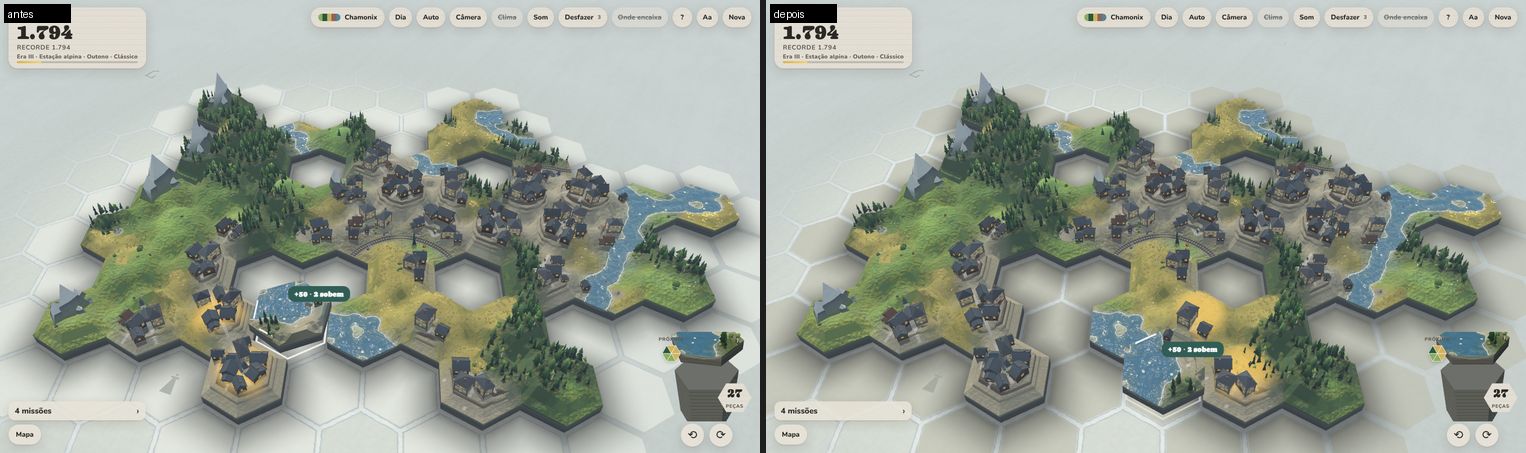 antes
1.794
RECORDE 1.794
Era III · Estação alpina · Outono · Clássico
Chamonix
Dia
Auto
Câmera
Clima
Som
Desfazer 3
Onde encaixa
?
Aa
Nova
+50 · 2 sobem
27
PEÇAS
4 missões ›
Mapa
depois
1.794
RECORDE 1.794
Era III · Estação alpina · Outono · Clássico
Chamonix
Dia
Auto
Câmera
Clima
Som
Desfazer 3
Onde encaixa
?
Aa
Nova
+50 · 2 sobem
27
PEÇAS
4 missões ›
Mapa